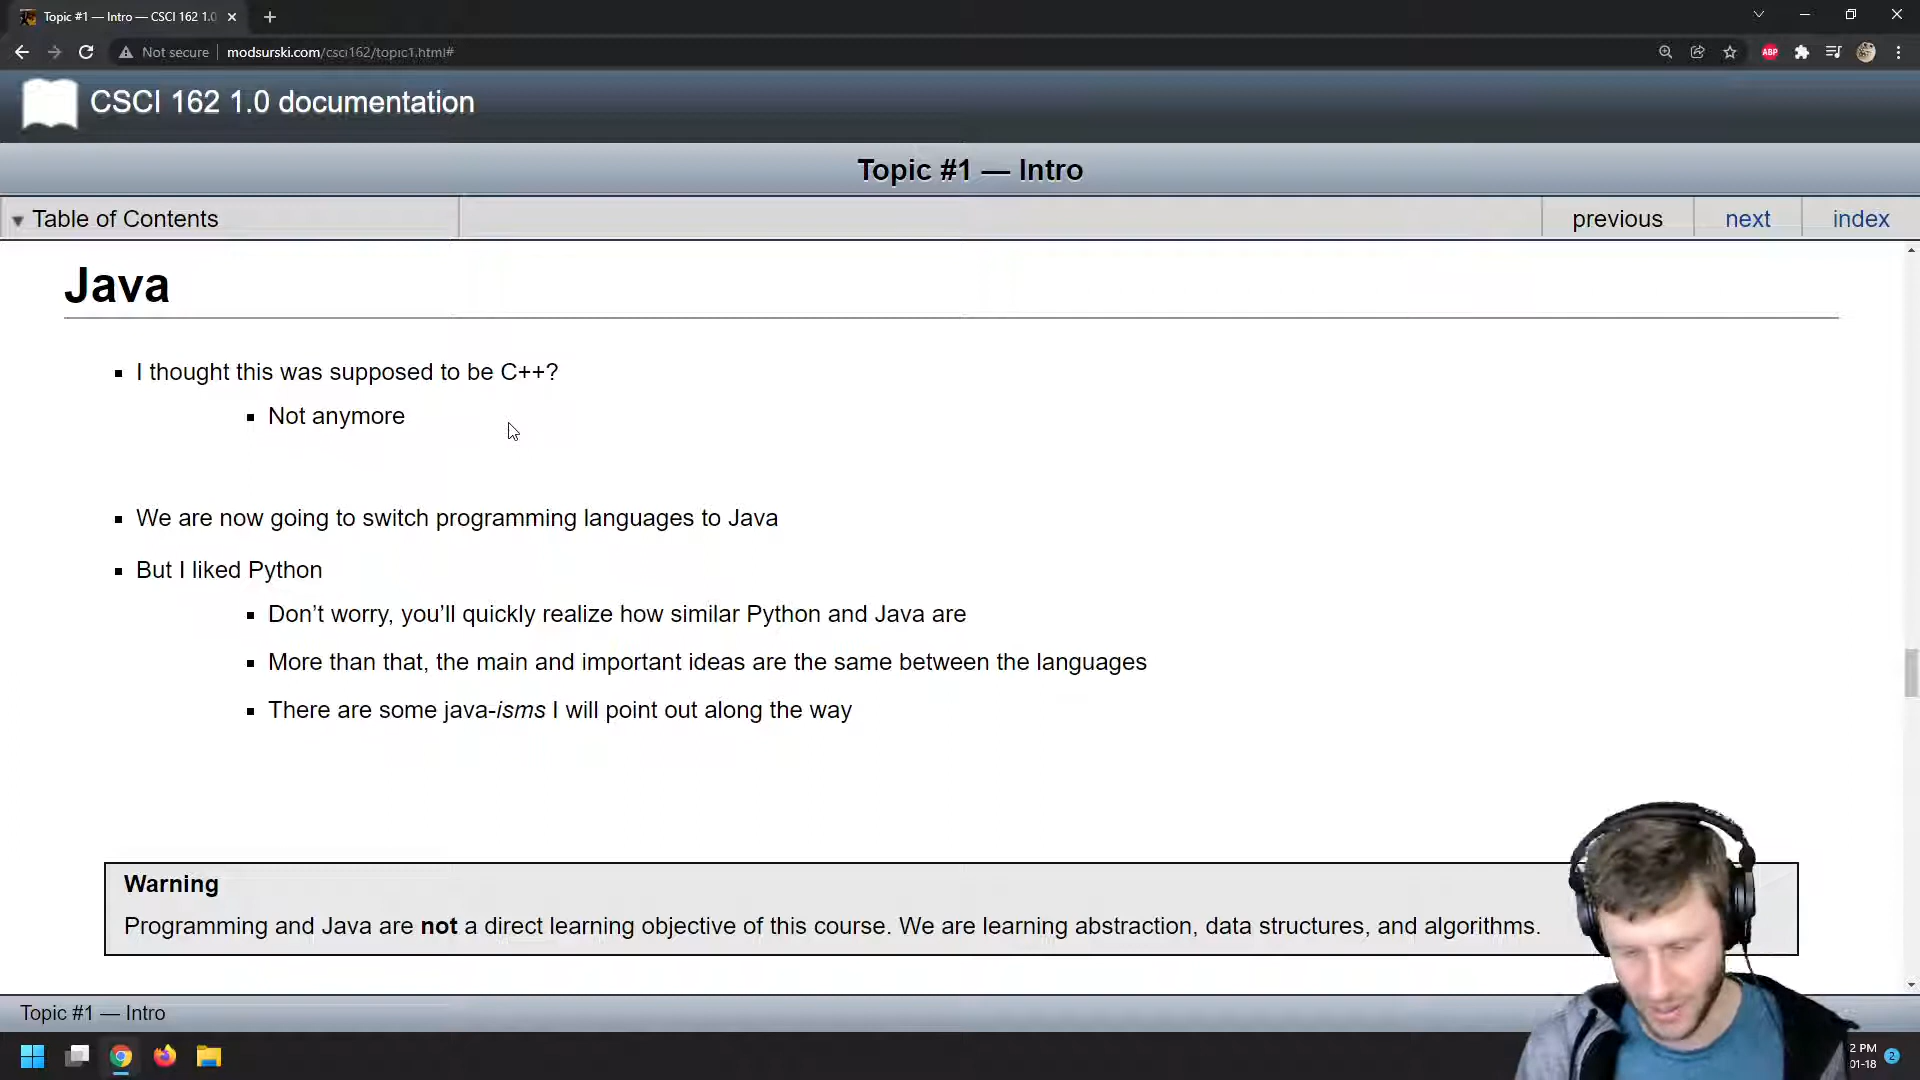 Topic #1 — Intro — CSCI 162 1.0
Not secure
modsurski.com/csci162/topic1.html#
ABP
CSCI 162 1.0 documentation
Topic #1 — Intro
Table of Contents
previous
next
index
Java
I thought this was supposed to be C++?
Not anymore
We are now going to switch programming languages to Java
But I liked Python
Don’t worry, you’ll quickly realize how similar Python and Java are
More than that, the main and important ideas are the same between the languages
There are some java-isms I will point out along the way
Warning
Programming and Java are not a direct learning objective of this course. We are learning abstraction, data structures, and algorithms.
Topic #1 — Intro
2 PM
01-18
2